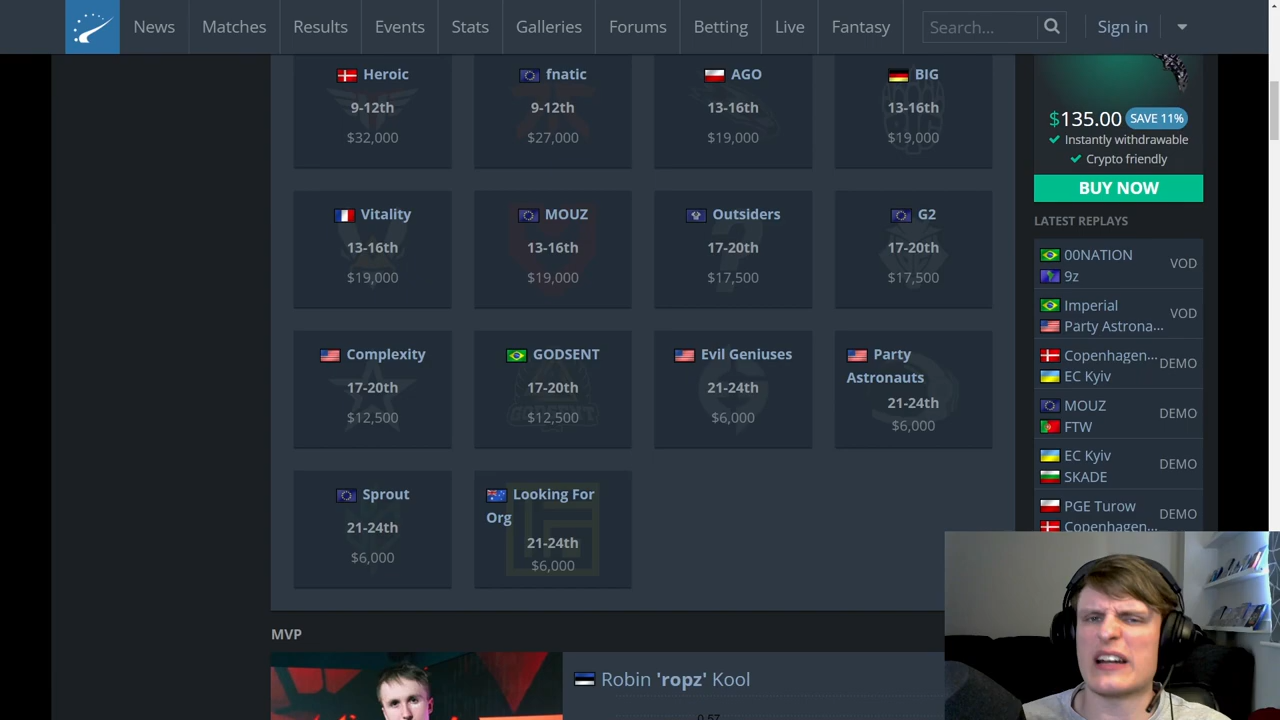 News
Matches
Results
Events
Stats
Galleries
Forums
Betting
Live
Fantasy
Search...
Sign in
Heroic
9-12th
$32,000
fnatic
9-12th
$27,000
AGO
13-16th
$19,000
BIG
13-16th
$19,000
Vitality
13-16th
$19,000
MOUZ
13-16th
$19,000
Outsiders
17-20th
$17,500
G2
17-20th
$17,500
Complexity
17-20th
$12,500
GODSENT
17-20th
$12,500
Evil Geniuses
21-24th
$6,000
Party
Astronauts
21-24th
$6,000
Sprout
21-24th
$6,000
Looking For
Org
21-24th
$6,000
MVP
Robin 'ropz' Kool
$135.00 SAVE 11%
Instantly withdrawable
Crypto friendly
BUY NOW
LATEST REPLAYS
00NATION
9z
VOD
Imperial
Party Astrona...
VOD
Copenhagen...
EC Kyiv
DEMO
MOUZ
FTW
DEMO
EC Kyiv
SKADE
DEMO
PGE Turow
Copenhagen...
DEMO